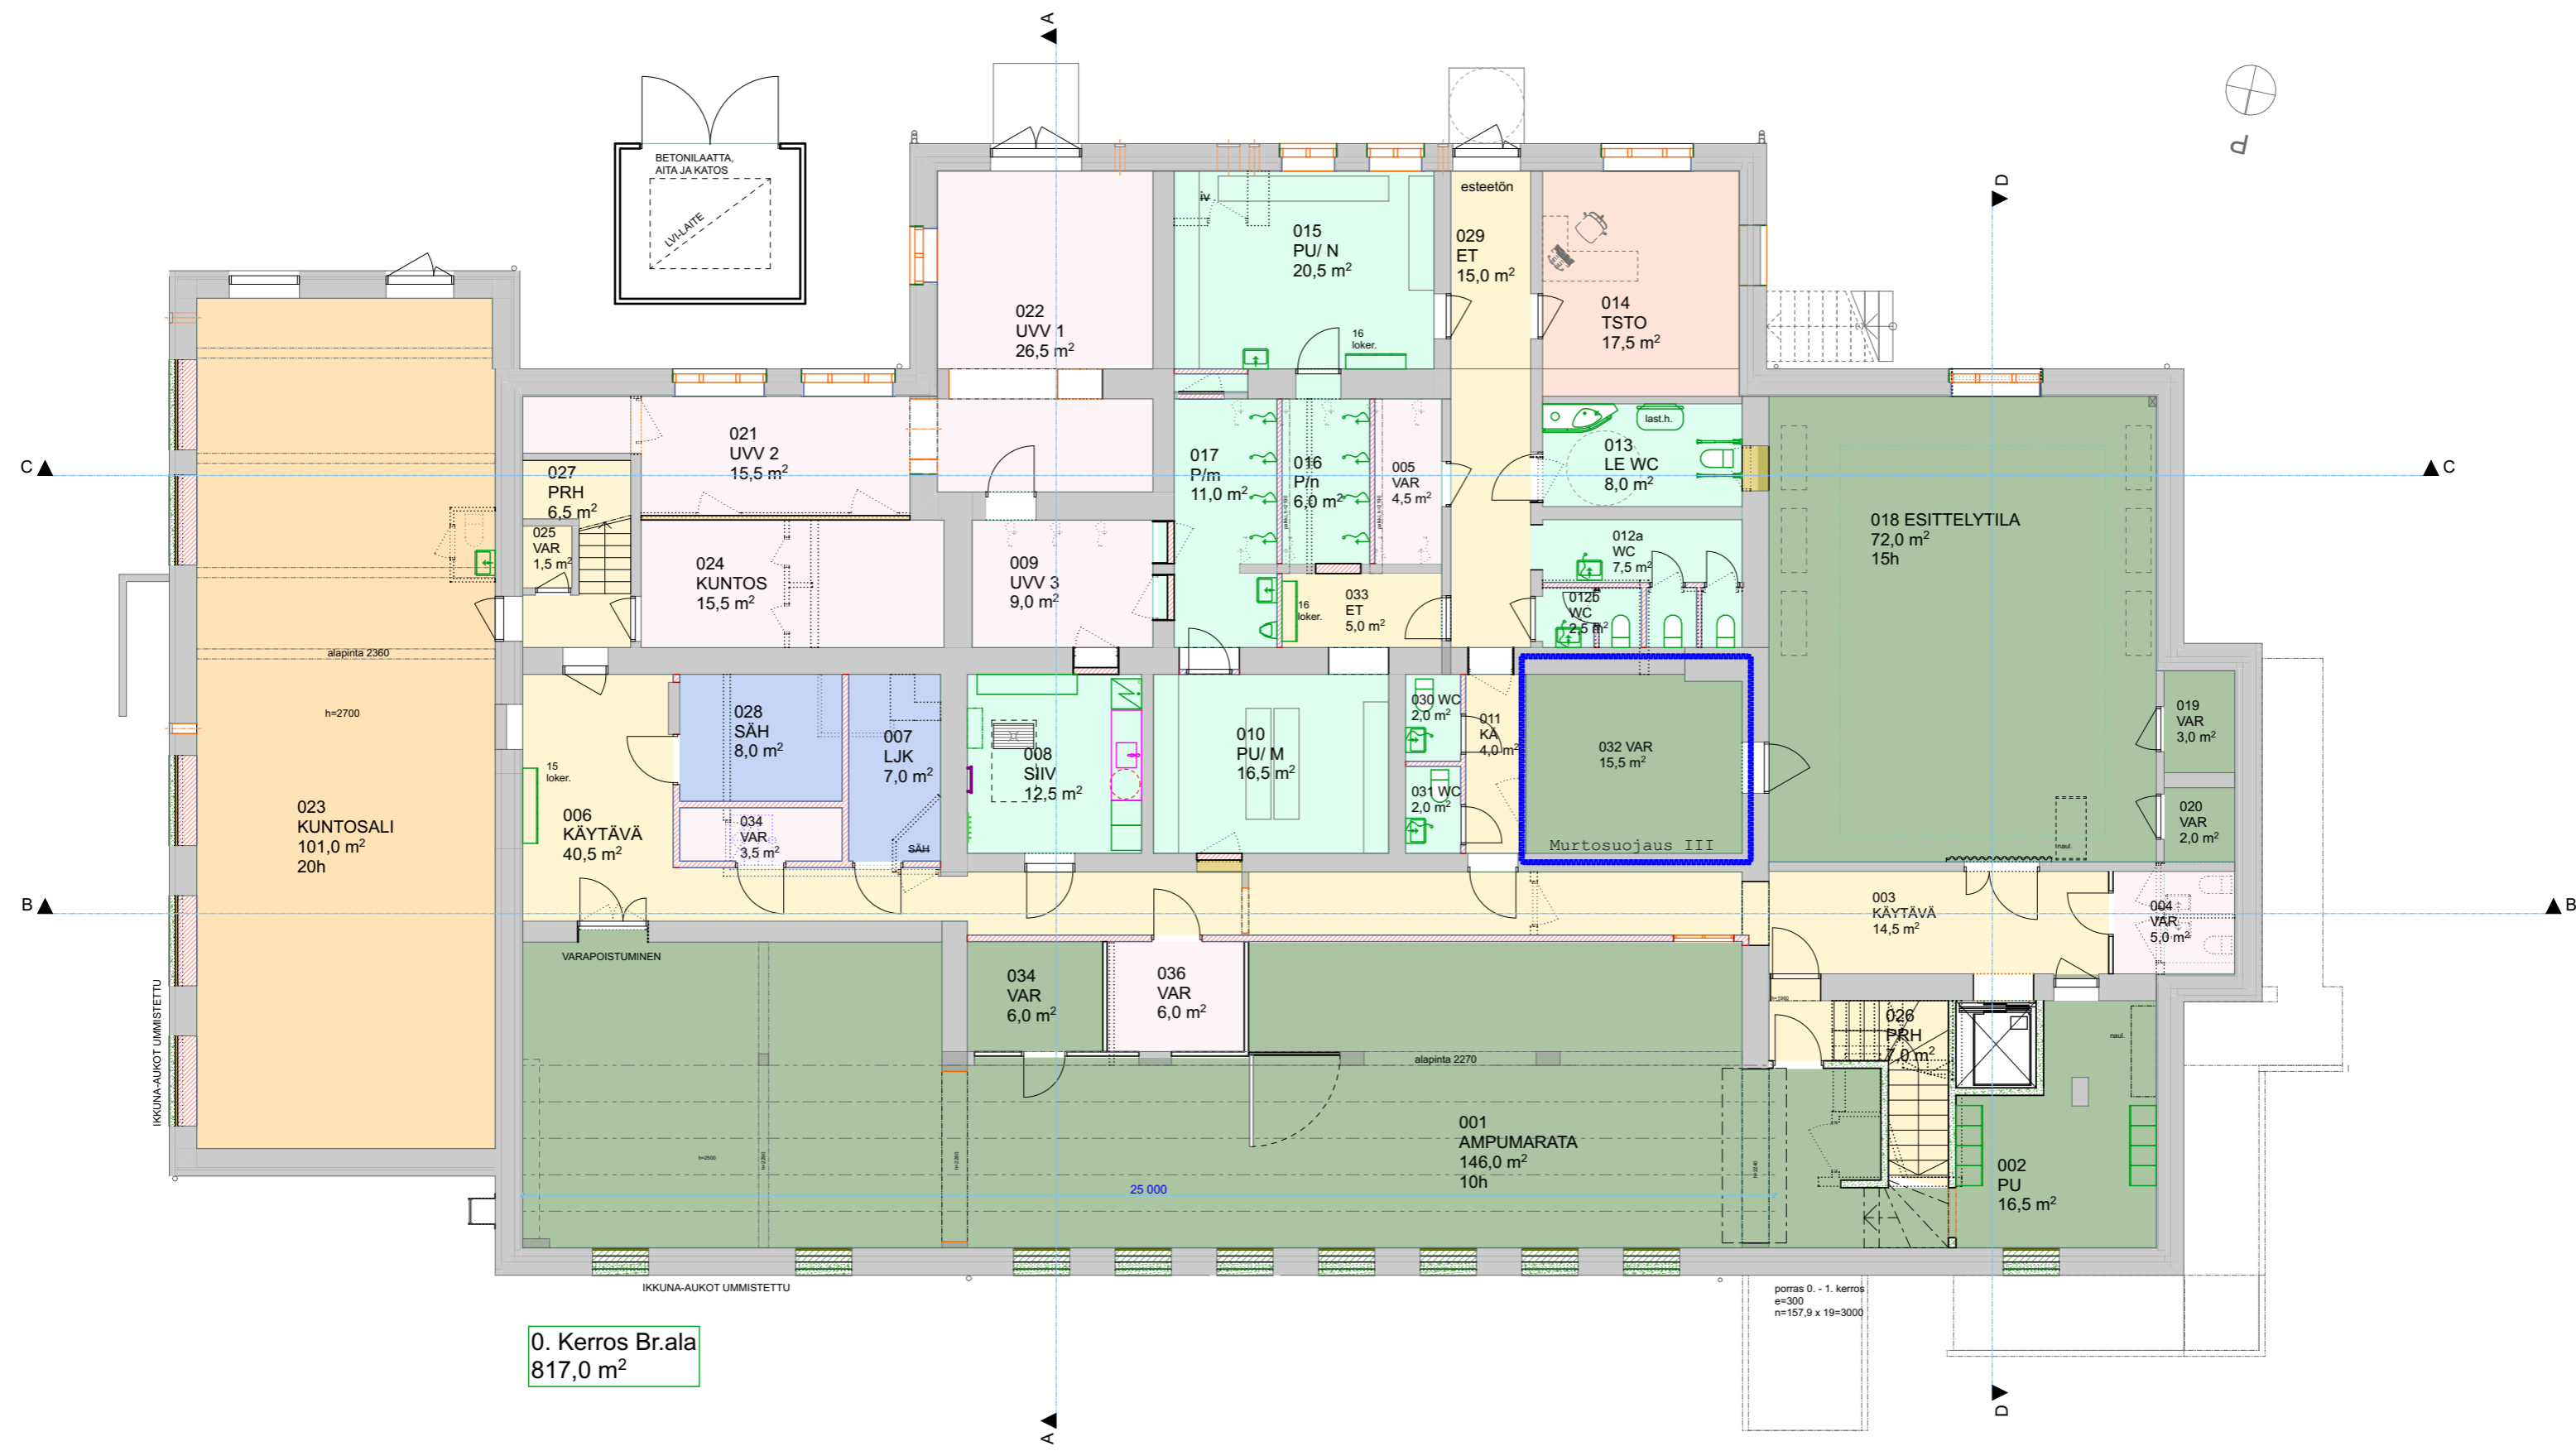 A
P
BETONILAATTA,
AITA JA KATOS
LVI-LAITE
D
iv
esteetön
015
PU/ N
20,5 m²
029
ET
15,0 m²
014
TSTO
17,5 m²
022
UVV 1
26,5 m²
16
loker.
021
UVV 2
15,5 m²
017
P/m
11,0 m²
016
P/n
6,0 m²
005
VAR
4,5 m²
last.h.
013
LE WC
8,0 m²
C
C
027
PRH
6,5 m²
025
VAR
1,5 m²
024
KUNTOS
15,5 m²
009
UVV 3
9,0 m²
16
loker.
033
ET
5,0 m²
012a
WC
7,5 m²
012b
WC
2,5 m²
018 ESITTELYTILA
72,0 m²
15h
alapinta 2360
h=2700
023
KUNTOSALI
101,0 m²
20h
15
loker.
006
KÄYTÄVÄ
40,5 m²
028
SÄH
8,0 m²
007
LJK
7,0 m²
034
VAR
3,5 m²
SÄH
008
SIIV
12,5 m²
010
PU/ M
16,5 m²
030 WC
2,0 m²
031 WC
2,0 m²
011
KÄ
4,0 m²
032 VAR
15,5 m²
Murtosuojaus III
019
VAR
3,0 m²
020
VAR
2,0 m²
naul.
B
B
003
KÄYTÄVÄ
14,5 m²
004
VAR
5,0 m²
VARAPOISTUMINEN
034
VAR
6,0 m²
036
VAR
6,0 m²
IKKUNA-AUKOT UMMISTETTU
alapinta 2270
026
PRH
7,0 m²
naul.
001
AMPUMARATA
146,0 m²
10h
25 000
h=2500
002
PU
16,5 m²
IKKUNA-AUKOT UMMISTETTU
porras 0. - 1. kerros
e=300
n=157,9 x 19=3000
0. Kerros Br.ala
817,0 m²
A
D